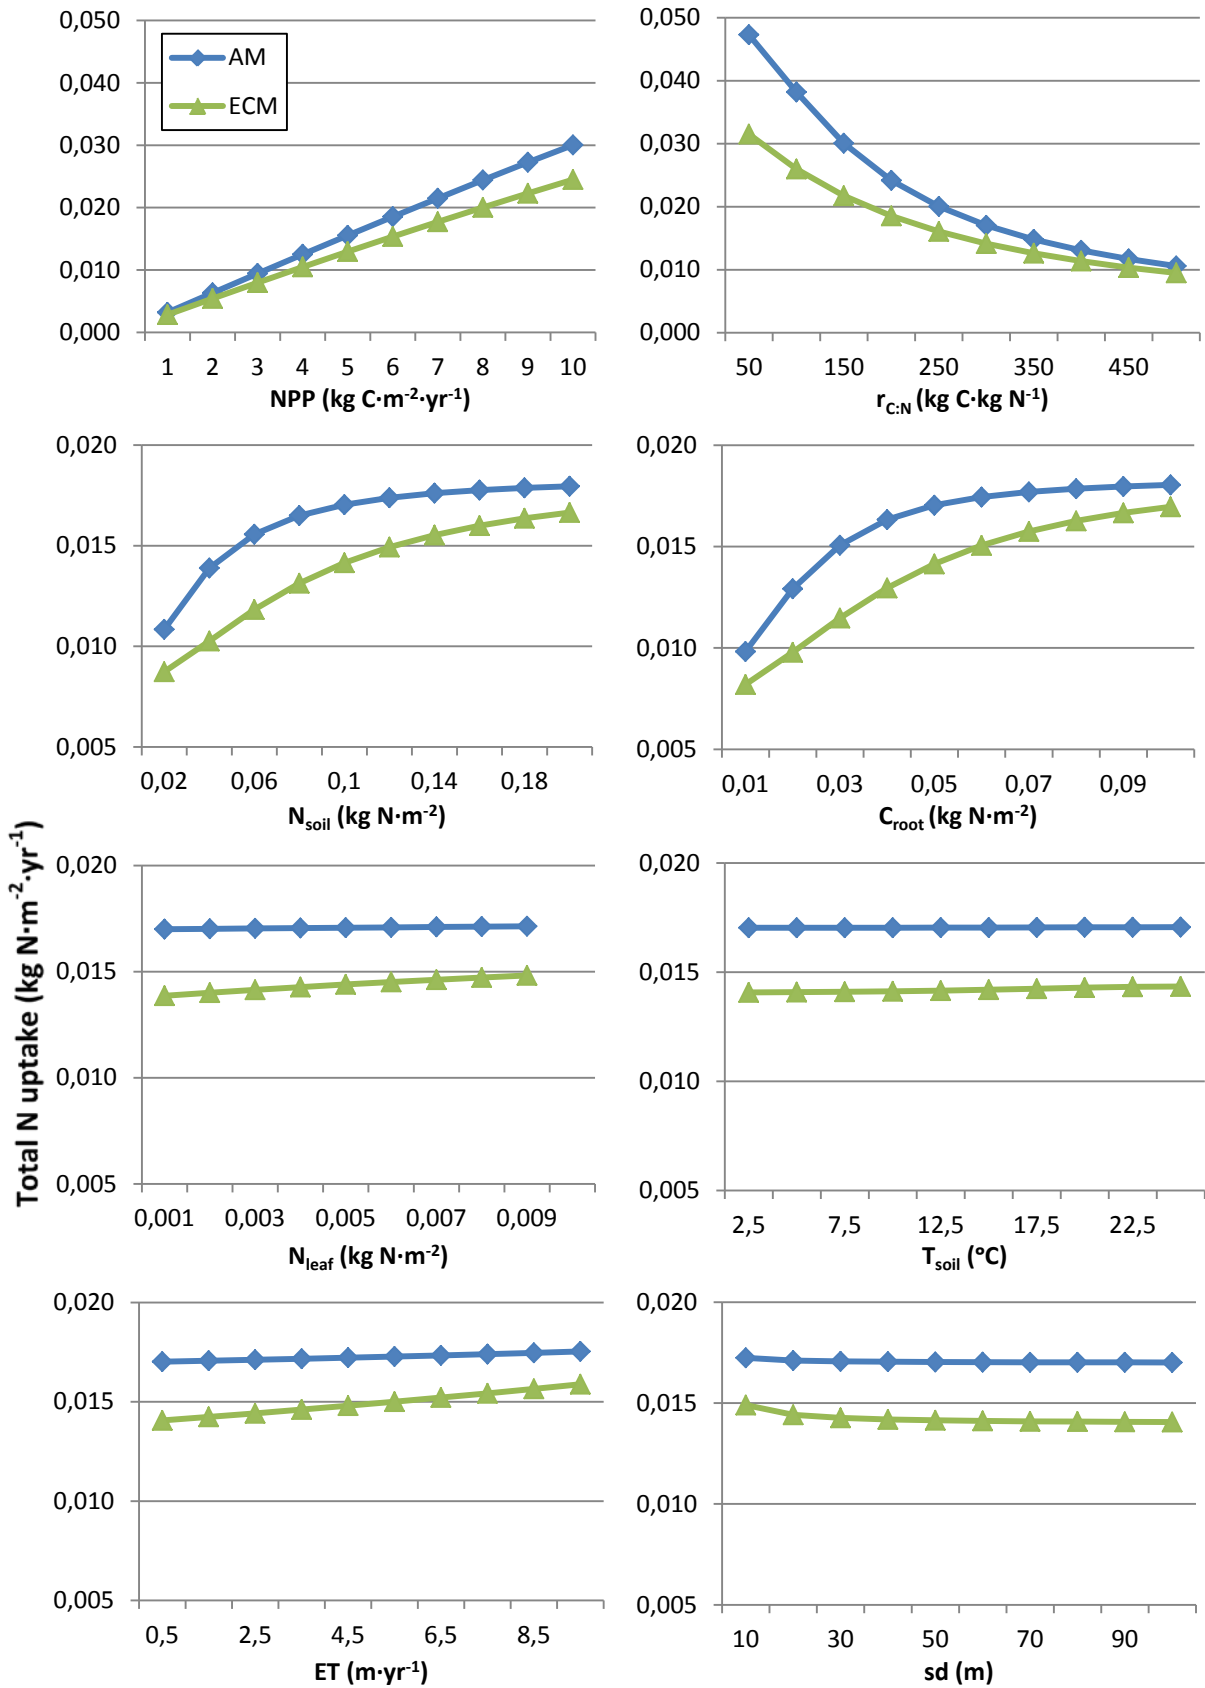 0,050
0,040
0,030
0,020
0,010
0,000
AM
ECM
1 2 3 4 5 6 7 8 9 10
NPP (kg C·m⁻²·yr⁻¹)
0,050
0,040
0,030
0,020
0,010
0,000
50 150 250 350 450
r_C:N (kg C·kg N⁻¹)
0,020
0,015
0,010
0,005
0,02 0,06 0,1 0,14 0,18
N_soil (kg N·m⁻²)
0,020
0,015
0,010
0,005
0,01 0,03 0,05 0,07 0,09
C_root (kg N·m⁻²)
Total N uptake (kg N·m⁻²·yr⁻¹)
0,020
0,015
0,010
0,005
0,001 0,003 0,005 0,007 0,009
N_leaf (kg N·m⁻²)
0,020
0,015
0,010
0,005
2,5 7,5 12,5 17,5 22,5
T_soil (°C)
0,020
0,015
0,010
0,005
0,5 2,5 4,5 6,5 8,5
ET (m·yr⁻¹)
0,020
0,015
0,010
0,005
10 30 50 70 90
sd (m)